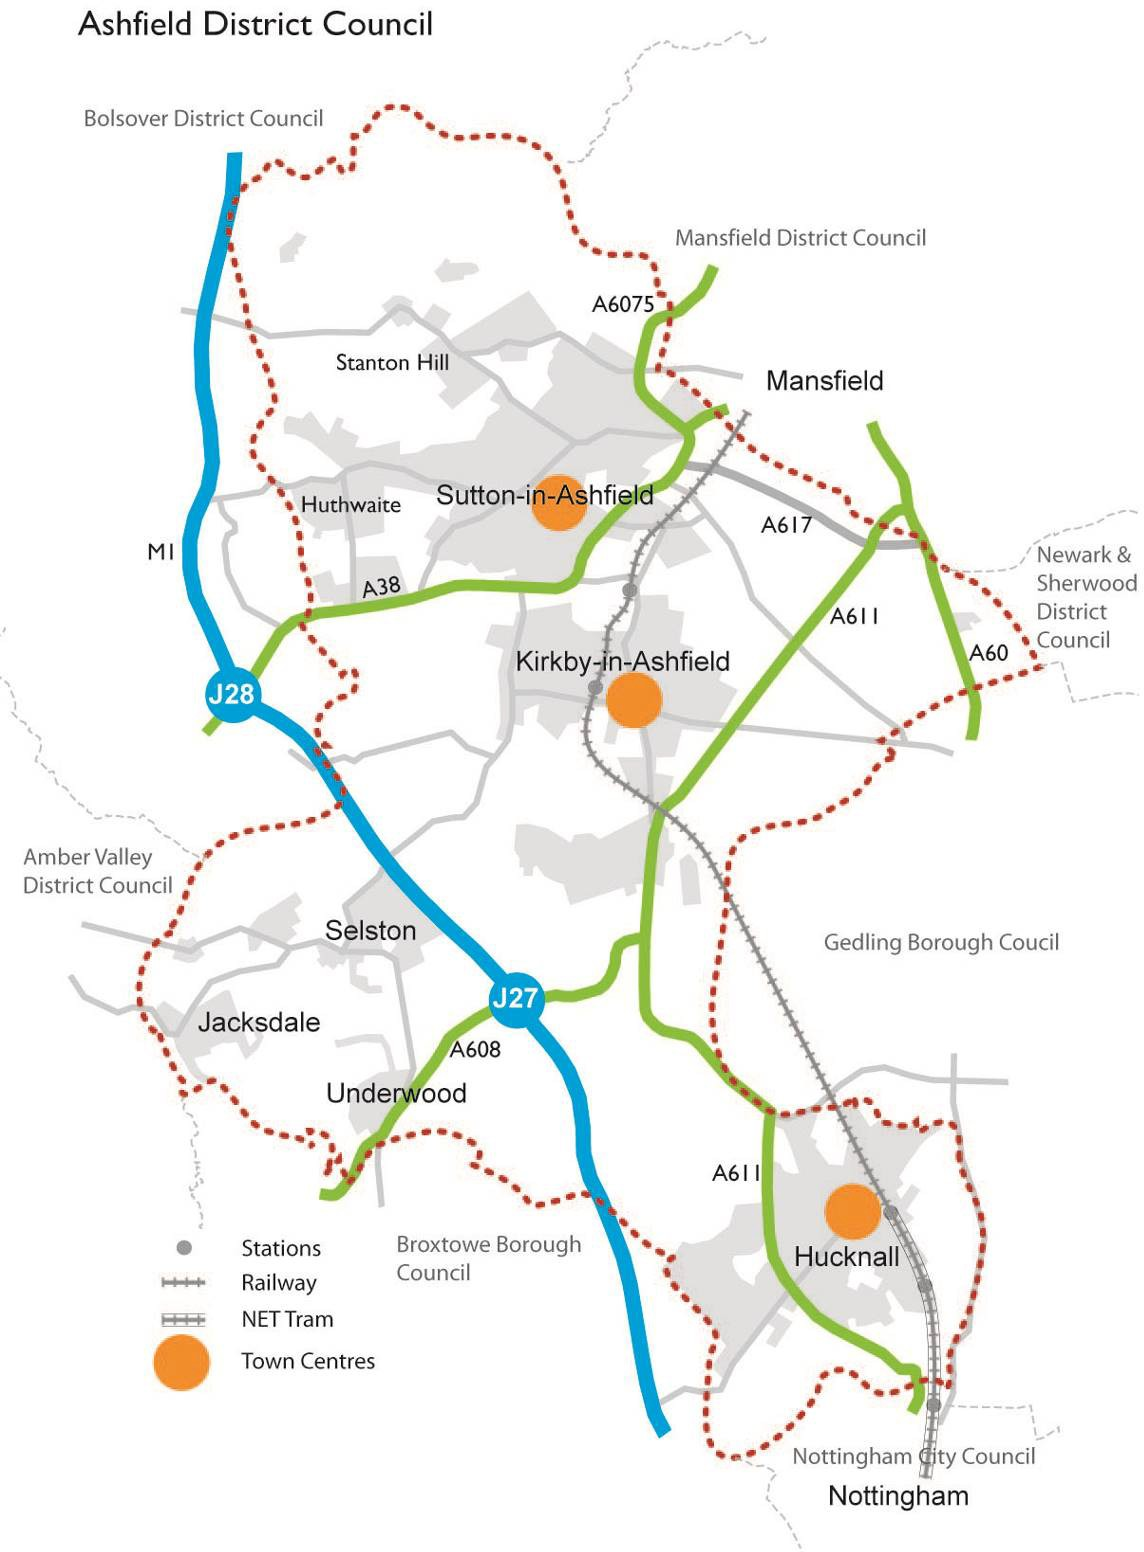 Ashfield District Council
Bolsover District Council
Mansfield District Council
A6075
Stanton Hill
Mansfield
Sutton-in-Ashfield
Huthwaite
A617
M1
Newark &
Sherwood
District
Council
A38
A611
A60
Kirkby-in-Ashfield
J28
Amber Valley
District Council
Selston
Gedling Borough Coucil
J27
Jacksdale
A608
Underwood
A611
Broxtowe Borough
Council
Hucknall
Stations
Railway
NET Tram
Town Centres
Nottingham City Council
Nottingham